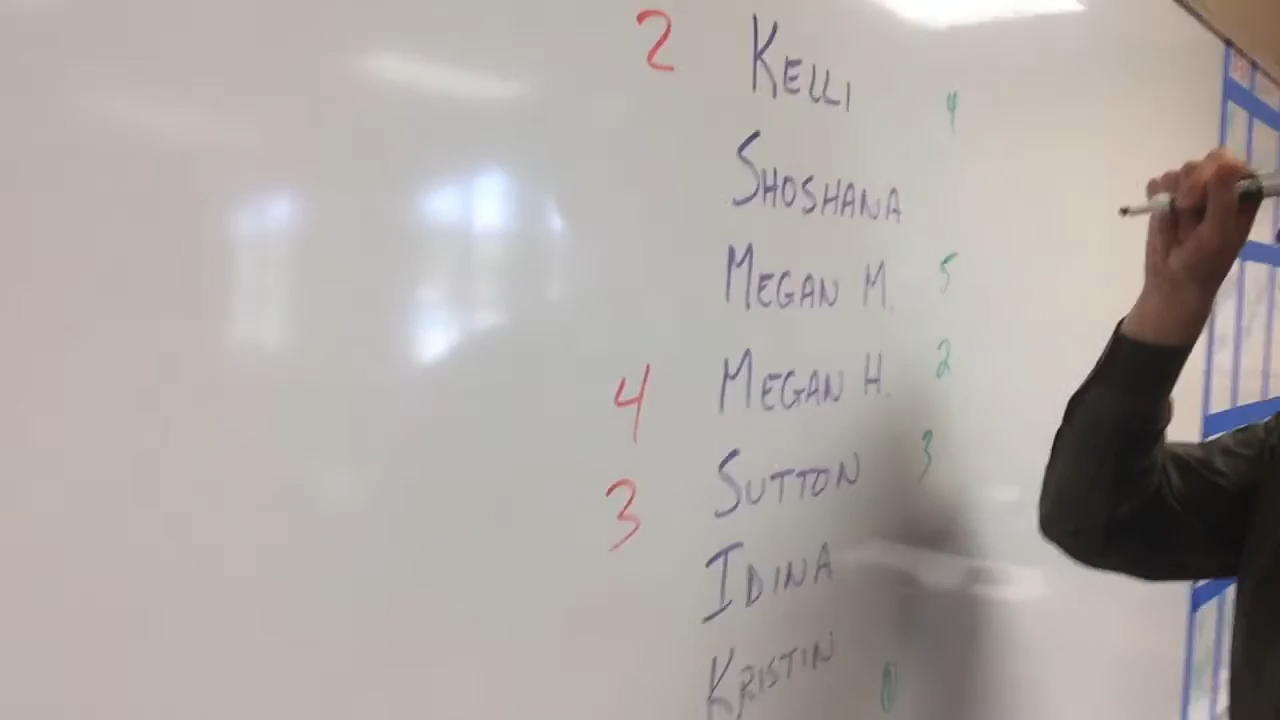 2 KELLI 4
SHOSHANA
MEGAN M. 5
4 MEGAN H. 2
3 SUTTON 3
IDINA
KRISTIN